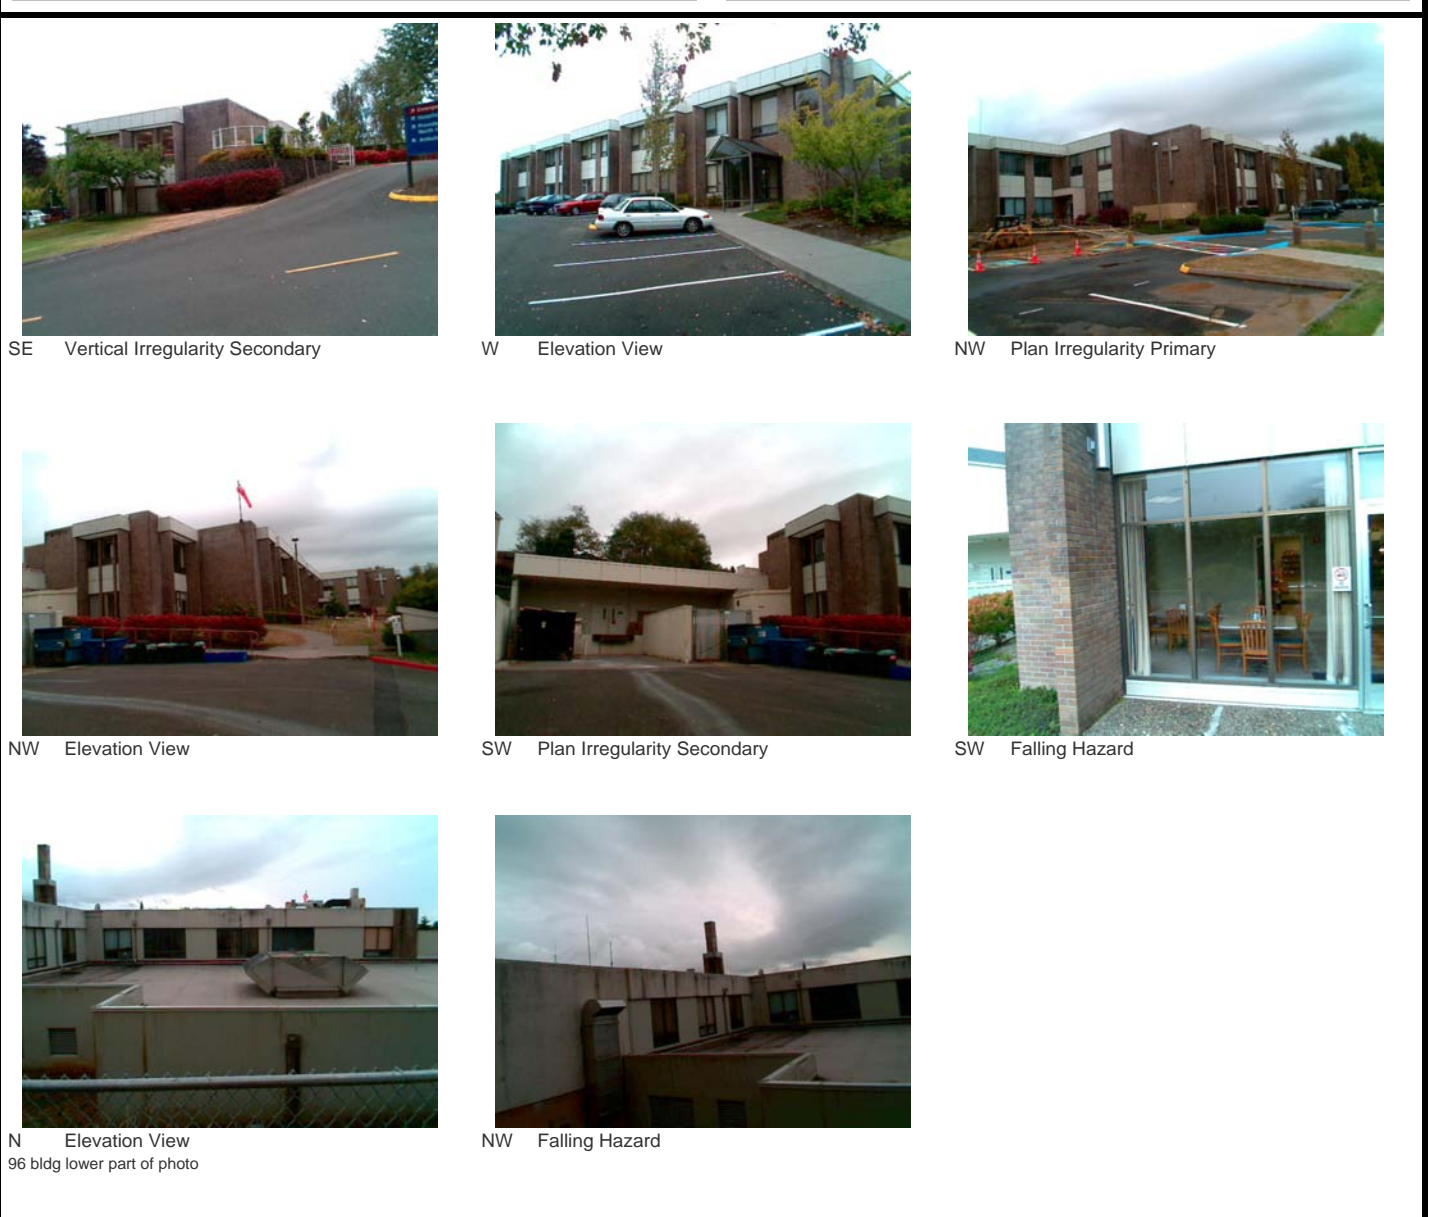 SE Vertical Irregularity Secondary
W Elevation View
NW Plan Irregularity Primary
NW Elevation View
SW Plan Irregularity Secondary
SW Falling Hazard
N Elevation View
96 bldg lower part of photo
NW Falling Hazard